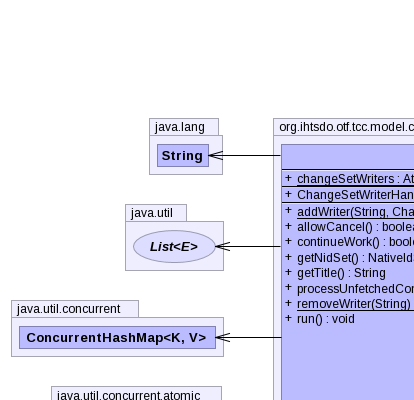 java.lang
String
java.util
List<E>
java.util.concurrent
ConcurrentHashMap<K, V>
java.util.concurrent.atomic
org.ihtsdo.otf.tcc.model.c
+ changeSetWriters : At
+ ChangeSetWriterHan
+ addWriter(String, Cha
+ allowCancel() : boolea
+ continueWork() : bool
+ getNidSet() : NativeId
+ getTitle() : String
+ processUnfetchedCon
+ removeWriter(String)
+ run() : void